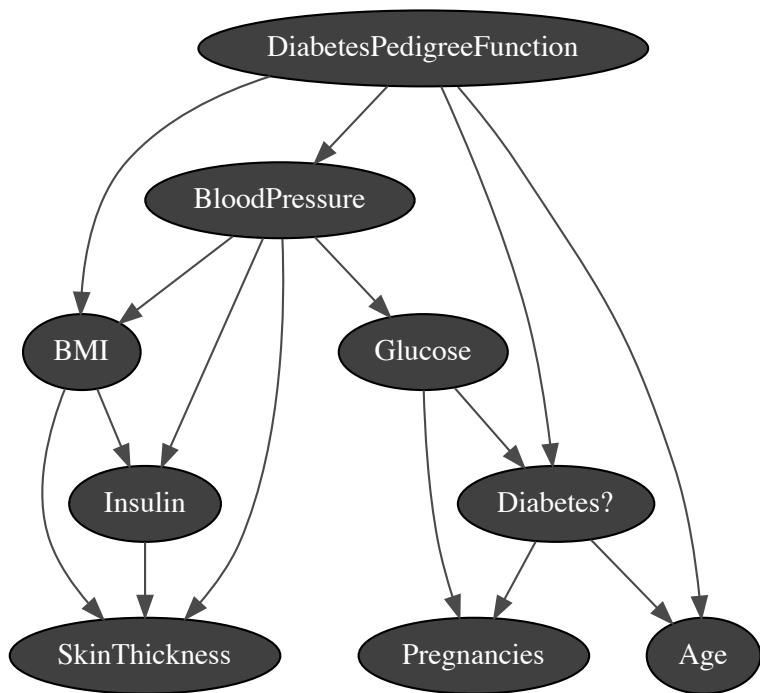 DiabetesPedigreeFunction
BloodPressure
BMI
Glucose
Insulin
Diabetes?
SkinThickness
Pregnancies
Age